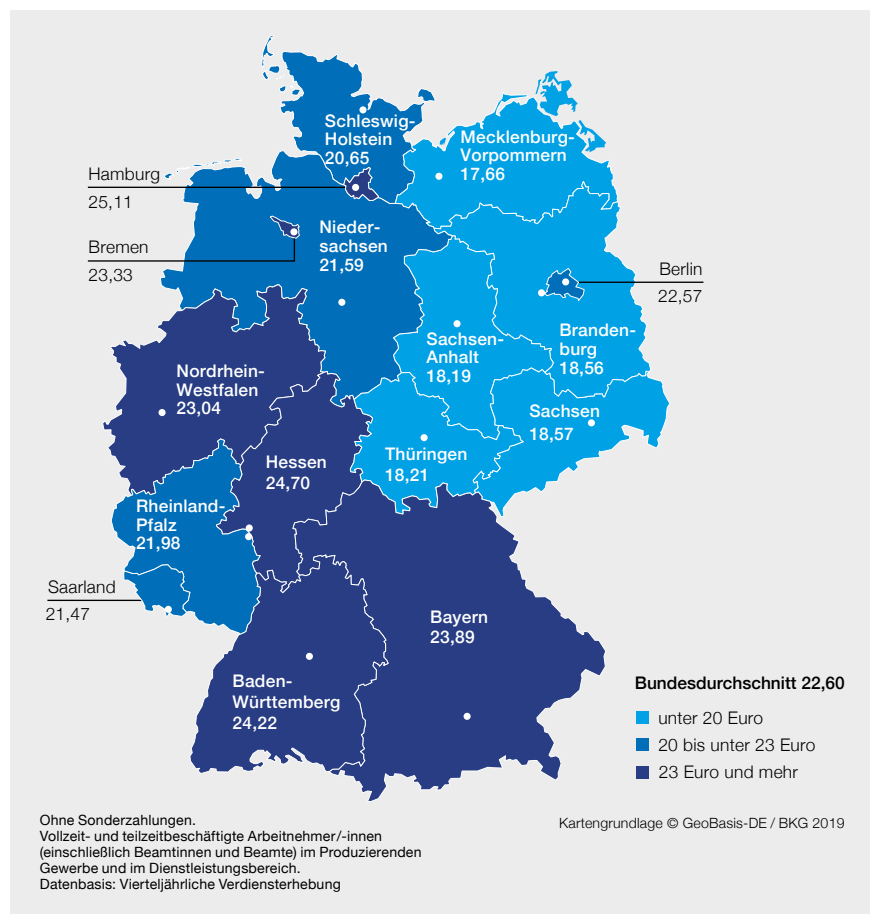 Schleswig-
Holstein
20,65
Mecklenburg-
Vorpommern
17,66
Hamburg
25,11
Bremen
23,33
Nieder-
sachsen
21,59
Berlin
22,57
Sachsen-
Anhalt
18,19
Branden-
burg
18,56
Nordrhein-
Westfalen
23,04
Sachsen
18,57
Thüringen
18,21
Hessen
24,70
Rheinland-
Pfalz
21,98
Saarland
21,47
Bayern
23,89
Baden-
Württemberg
24,22
Bundesdurchschnitt 22,60
unter 20 Euro
20 bis unter 23 Euro
23 Euro und mehr
Ohne Sonderzahlungen.
Vollzeit- und teilzeitbeschäftigte Arbeitnehmer/-innen
(einschließlich Beamtinnen und Beamte) im Produzierenden
Gewerbe und im Dienstleistungsbereich.
Datenbasis: Vierteljährliche Verdiensterhebung
Kartengrundlage © GeoBasis-DE / BKG 2019